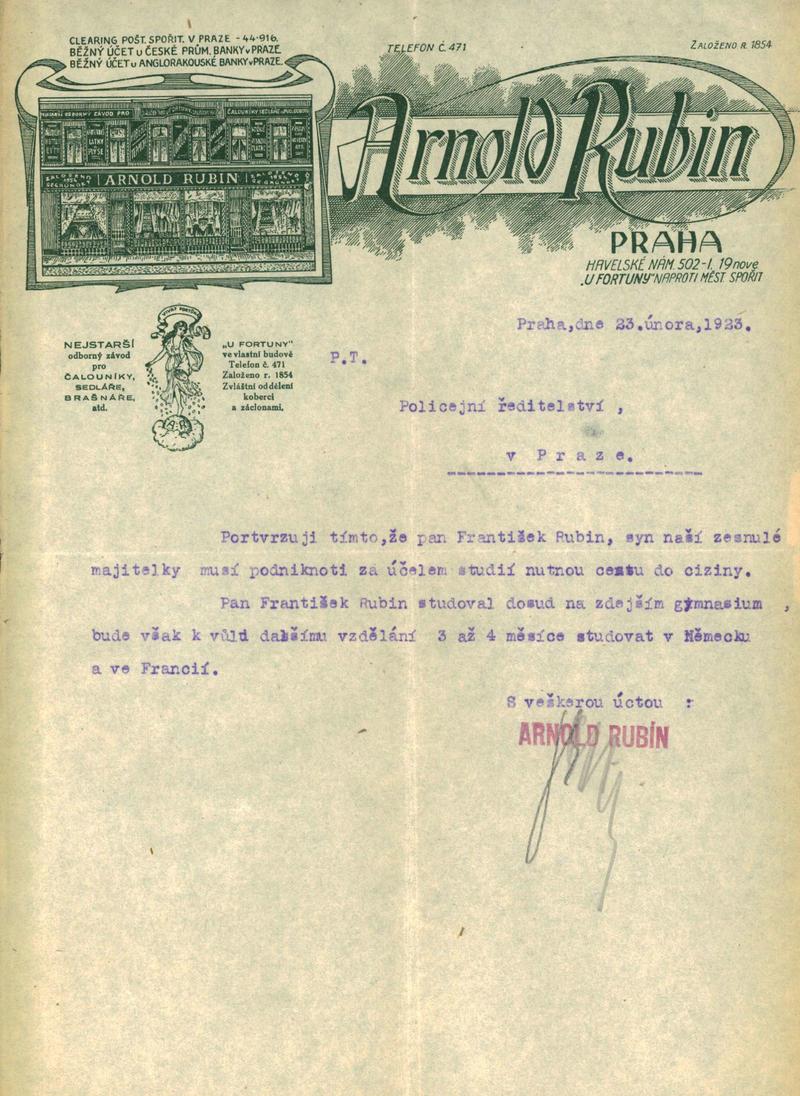 CLEARING POŠT. SPOŘIT. V PRAZE - 44·916.
BĚŽNÝ ÚČET U ČESKÉ PRŮM. BANKY V PRAZE.
BĚŽNÝ ÚČET U ANGLORAKOUSKÉ BANKY V PRAZE.
TELEFON Č. 471
ZALOŽENO R. 1854
ARNOLD RUBIN
Arnold Rubin
PRAHA
HAVELSKÉ NÁM. 502-I. 19 nové
„U FORTUNY" NAPROTI MĚST. SPOŘIT
NEJSTARŠÍ
odborný závod
pro
ČALOUNÍKY,
SEDLÁŘE,
BRAŠNÁŘE,
atd.
„U FORTUNY"
ve vlastní budově
Telefon č. 471
Založeno r. 1854
Zvláštní oddělení
koberců
a záclonami.
Praha,dne 23.února,1923.
P.T.
Policejní ředitelství ,
v Praze.
Portvrzuji tímto,že pan František Rubin, syn naší zesnulé
majitelky musí podniknoti za účelem studií nutnou cestu do ciziny.
Pan František Rubin studoval dosud na zdejším gymnasium ,
bude však k vůli dalšímu vzdělání 3 až 4 měsíce studovat v Německu
a ve Francií.
S veškerou úctou :
ARNOLD RUBÍN